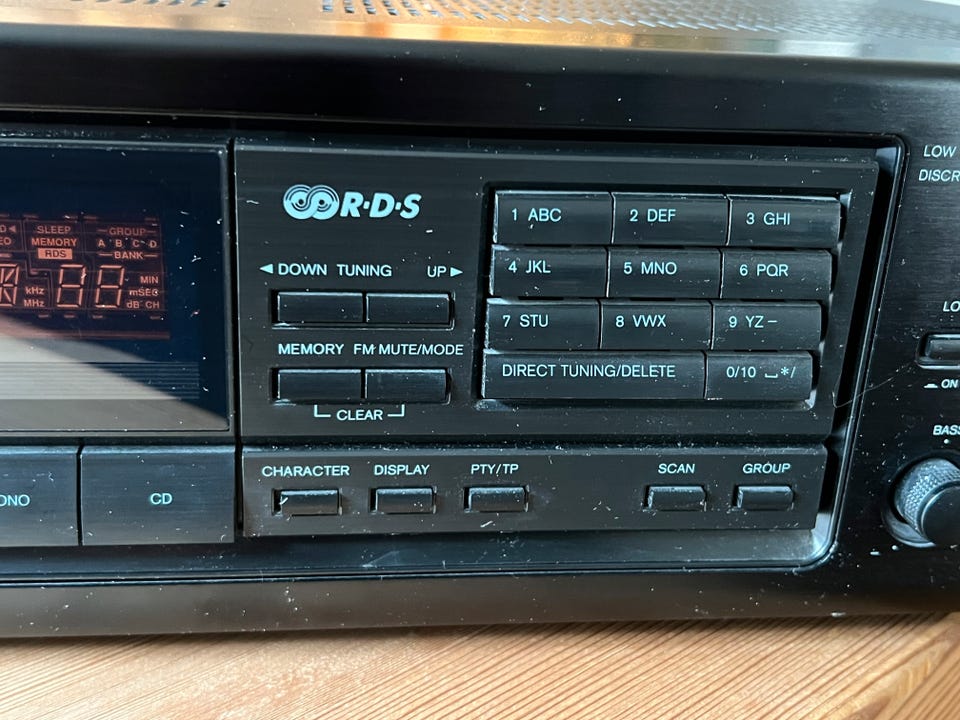 R·D·S
◄ DOWN TUNING UP ►
MEMORY FM MUTE/MODE
CLEAR
1 ABC
2 DEF
3 GHI
4 JKL
5 MNO
6 PQR
7 STU
8 VWX
9 YZ –
DIRECT TUNING/DELETE
0/10 ⎵*/
CHARACTER
DISPLAY
PTY/TP
SCAN
GROUP
SLEEP
MEMORY
RDS
GROUP
A B C D
BANK
kHz
MHz
MIN
dB CH
CD
LOW
DISCR
LO
ON
BASS